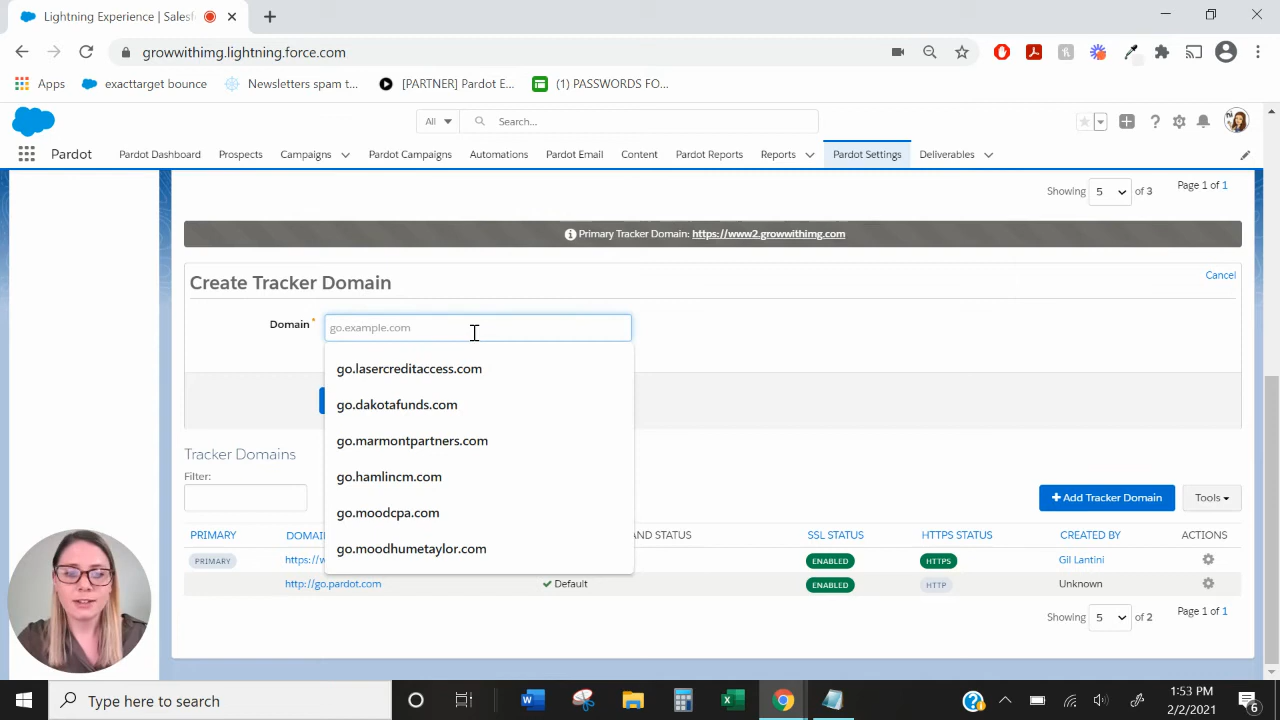 Lightning Experience | Salesf
growwithimg.lightning.force.com
Apps
exacttarget bounce
Newsletters spam t...
[PARTNER] Pardot E...
(1) PASSWORDS FO...
All
Search...
Pardot
Pardot Dashboard
Prospects
Campaigns
Pardot Campaigns
Automations
Pardot Email
Content
Pardot Reports
Reports
Pardot Settings
Deliverables
Showing 5 of 3
Page 1 of 1
Primary Tracker Domain: https://www2.growwithimg.com
Create Tracker Domain
Cancel
Domain *
go.example.com
go.lasercreditaccess.com
go.dakotafunds.com
go.marmontpartners.com
go.hamlincm.com
go.moodcpa.com
go.moodhumetaylor.com
Tracker Domains
Filter:
+ Add Tracker Domain
Tools
PRIMARY
DOMAI
AND STATUS
SSL STATUS
HTTPS STATUS
CREATED BY
ACTIONS
PRIMARY
https://w
ENABLED
HTTPS
Gil Lantini
http://go.pardot.com
Default
ENABLED
HTTP
Unknown
Showing 5 of 2
Page 1 of 1
Type here to search
1:53 PM
2/2/2021
6